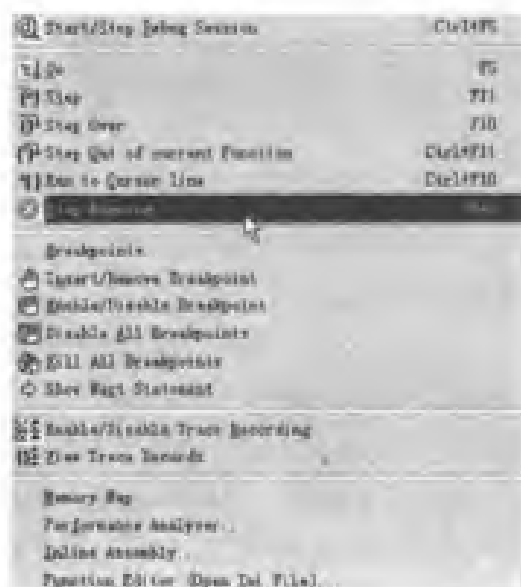 Start/Stop Debug Session Ctrl+F5
Go F5
Step F11
Step Over F10
Step Out of current Function Ctrl+F11
Run to Cursor line Ctrl+F10
Stop Running
Breakpoints
Insert/Remove Breakpoint
Enable/Disable Breakpoint
Disable All Breakpoints
Kill All Breakpoints
Show Next Statement
Enable/Disable Trace Recording
View Trace Records
Memory Map
Performance Analyzer..
Inline Assembly..
Function Editor (Open Ini File)..